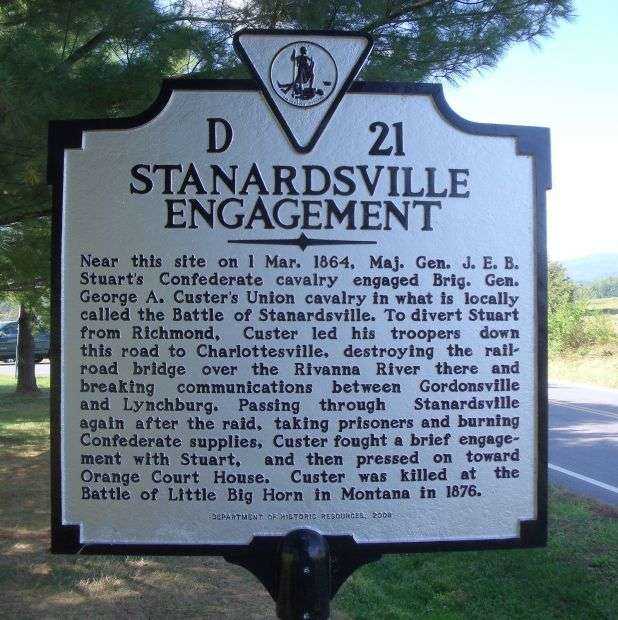 D 21
STANARDSVILLE
ENGAGEMENT
Near this site on 1 Mar. 1864, Maj. Gen. J. E. B.
Stuart's Confederate cavalry engaged Brig. Gen.
George A. Custer's Union cavalry in what is locally
called the Battle of Stanardsville. To divert Stuart
from Richmond, Custer led his troopers down
this road to Charlottesville, destroying the rail-
road bridge over the Rivanna River there and
breaking communications between Gordonsville
and Lynchburg. Passing through Stanardsville
again after the raid, taking prisoners and burning
Confederate supplies, Custer fought a brief engage-
ment with Stuart, and then pressed on toward
Orange Court House. Custer was killed at the
Battle of Little Big Horn in Montana in 1876.
DEPARTMENT OF HISTORIC RESOURCES, 2008